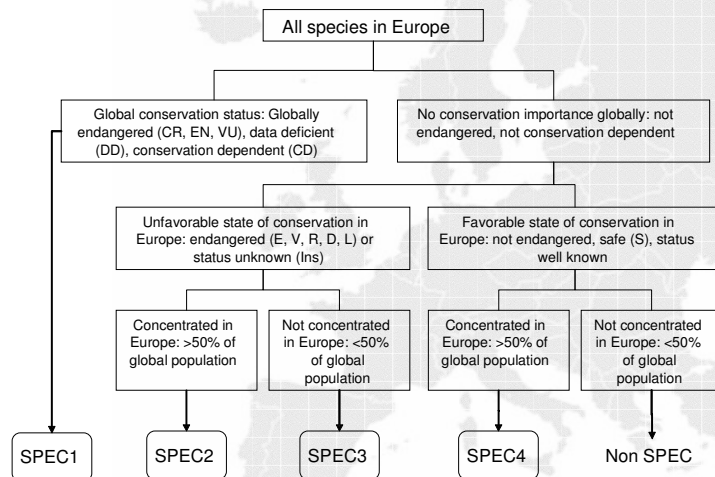 All species in Europe
Global conservation status: Globally
endangered (CR, EN, VU), data deficient
(DD), conservation dependent (CD)
No conservation importance globally: not
endangered, not conservation dependent
Unfavorable state of conservation in
Europe: endangered (E, V, R, D, L) or
status unknown (Ins)
Favorable state of conservation in
Europe: not endangered, safe (S), status
well known
Concentrated in
Europe: >50% of
global population
Not concentrated
in Europe: <50%
of global
population
Concentrated in
Europe: >50% of
global population
Not concentrated
in Europe: <50%
of global
population
SPEC1
SPEC2
SPEC3
SPEC4
Non SPEC